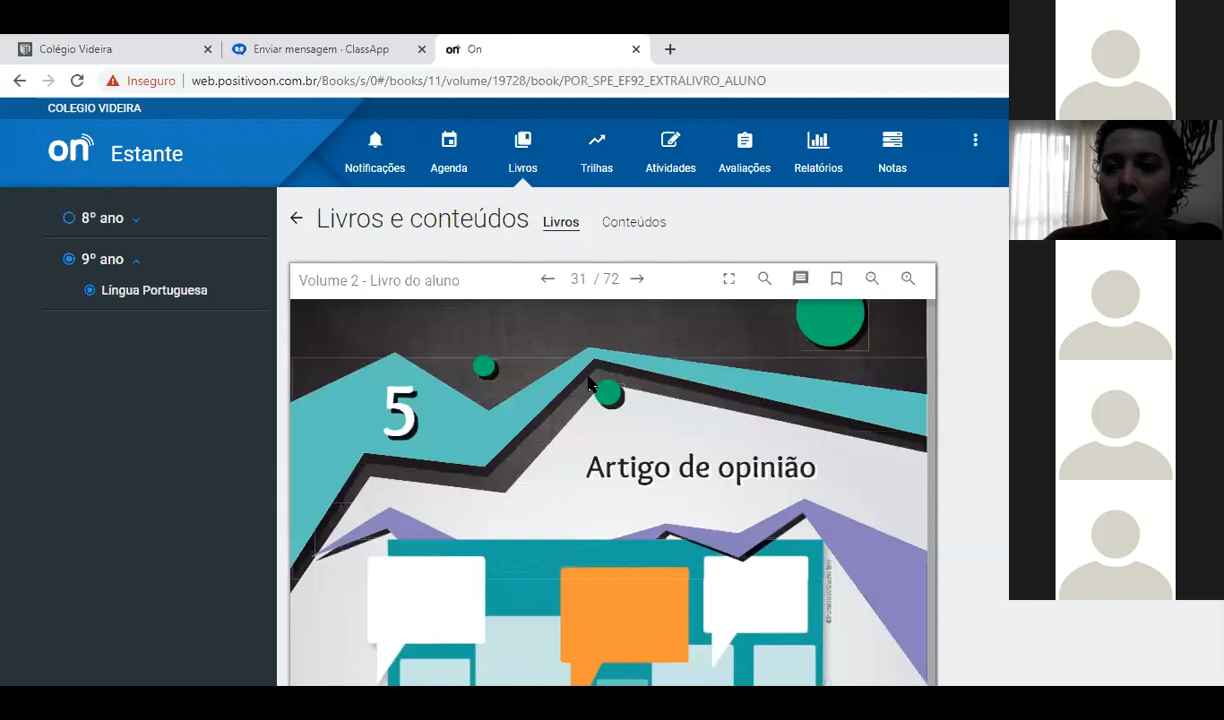 Colégio Videira
Enviar mensagem · ClassApp
On
Inseguro
web.positivoon.com.br/Books/s/0#/books/11/volume/19728/book/POR_SPE_EF92_EXTRALIVRO_ALUNO
COLEGIO VIDEIRA
on
Estante
Notificações
Agenda
Livros
Trilhas
Atividades
Avaliações
Relatórios
Notas
8º ano
9º ano
Língua Portuguesa
Livros e conteúdos
Livros
Conteúdos
Volume 2 - Livro do aluno
31 / 72
5
Artigo de opinião